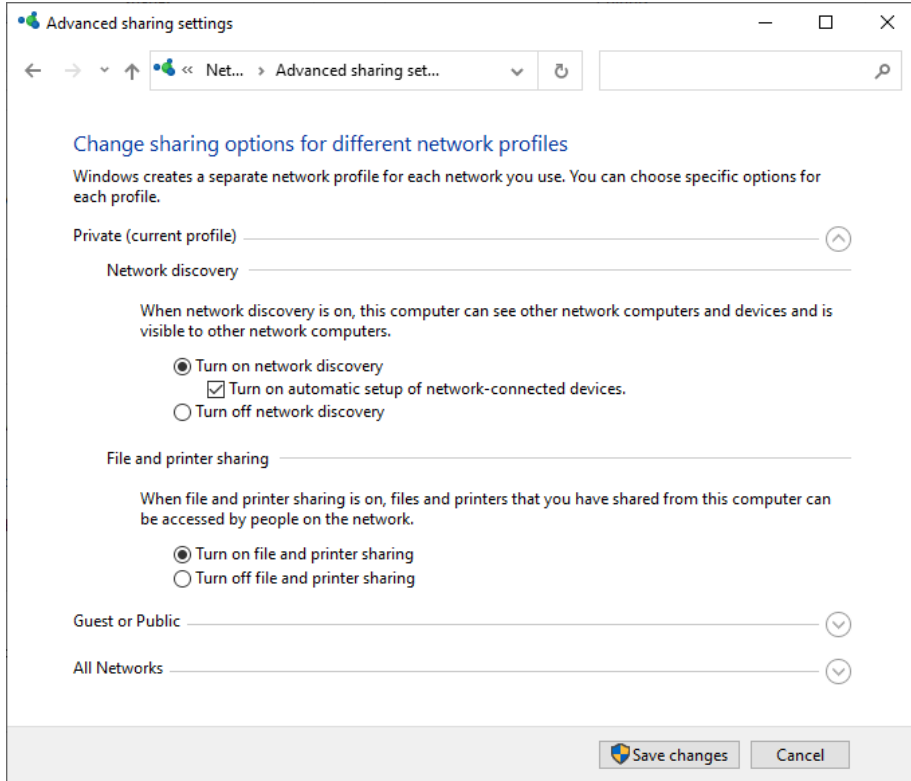 Advanced sharing settings
« Net... › Advanced sharing set...
Change sharing options for different network profiles
Windows creates a separate network profile for each network you use. You can choose specific options for
each profile.
Private (current profile)
Network discovery
When network discovery is on, this computer can see other network computers and devices and is
visible to other network computers.
Turn on network discovery
Turn on automatic setup of network-connected devices.
Turn off network discovery
File and printer sharing
When file and printer sharing is on, files and printers that you have shared from this computer can
be accessed by people on the network.
Turn on file and printer sharing
Turn off file and printer sharing
Guest or Public
All Networks
Save changes Cancel